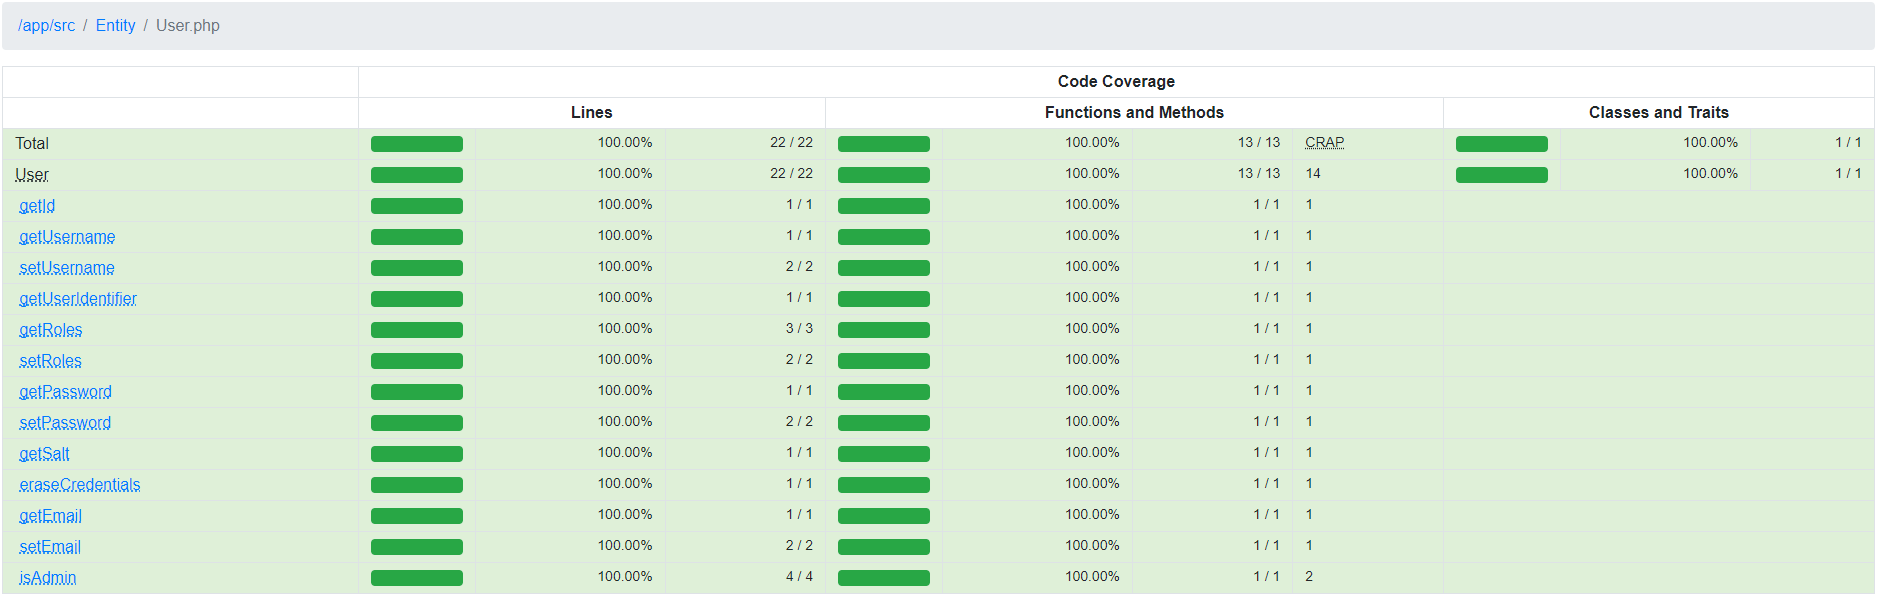 /app/src / Entity / User.php
Code Coverage
Lines Functions and Methods Classes and Traits
Total 100.00% 22 / 22 100.00% 13 / 13 CRAP 100.00% 1 / 1
User 100.00% 22 / 22 100.00% 13 / 13 14 100.00% 1 / 1
getId 100.00% 1 / 1 100.00% 1 / 1 1
getUsername 100.00% 1 / 1 100.00% 1 / 1 1
setUsername 100.00% 2 / 2 100.00% 1 / 1 1
getUserIdentifier 100.00% 1 / 1 100.00% 1 / 1 1
getRoles 100.00% 3 / 3 100.00% 1 / 1 1
setRoles 100.00% 2 / 2 100.00% 1 / 1 1
getPassword 100.00% 1 / 1 100.00% 1 / 1 1
setPassword 100.00% 2 / 2 100.00% 1 / 1 1
getSalt 100.00% 1 / 1 100.00% 1 / 1 1
eraseCredentials 100.00% 1 / 1 100.00% 1 / 1 1
getEmail 100.00% 1 / 1 100.00% 1 / 1 1
setEmail 100.00% 2 / 2 100.00% 1 / 1 1
isAdmin 100.00% 4 / 4 100.00% 1 / 1 2